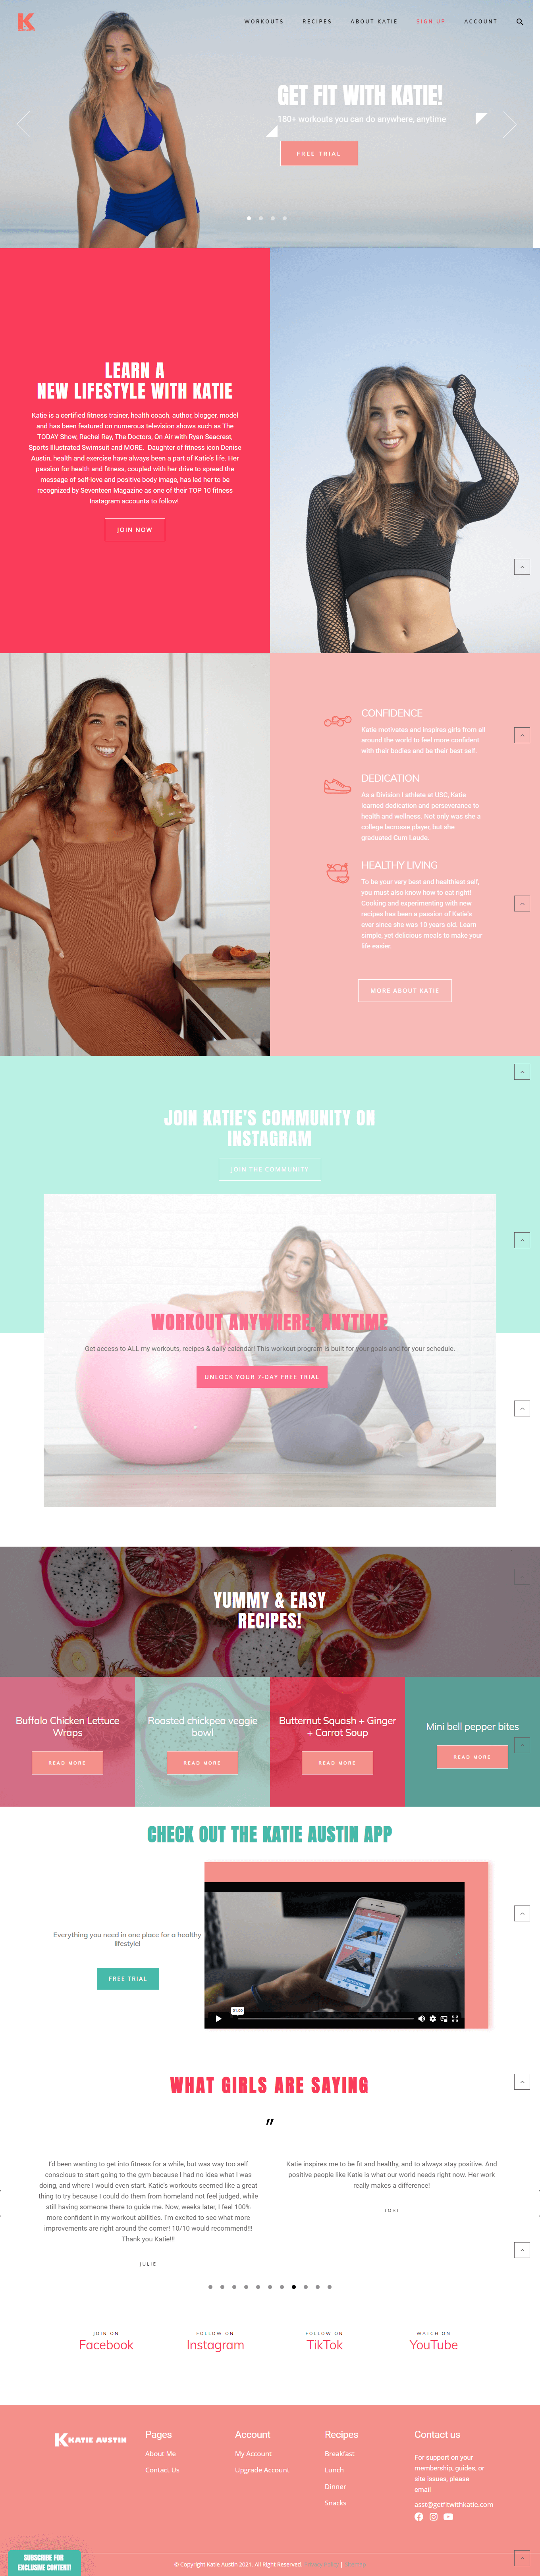 K
WORKOUTS RECIPES ABOUT KATIE SIGN UP ACCOUNT
GET FIT WITH KATIE!
180+ workouts you can do anywhere, anytime
FREE TRIAL
LEARN A
NEW LIFESTYLE WITH KATIE
Katie is a certified fitness trainer, health coach, author, blogger, model
and has been featured on numerous television shows such as The
TODAY Show, Rachel Ray, The Doctors, On Air with Ryan Seacrest,
Sports Illustrated Swimsuit and MORE. Daughter of fitness icon Denise
Austin, health and exercise have always been a part of Katie's life. Her
passion for health and fitness, coupled with her drive to spread the
message of self-love and positive body image, has led her to be
recognized by Seventeen Magazine as one of their TOP 10 fitness
Instagram accounts to follow!
JOIN NOW
CONFIDENCE
Katie motivates and inspires girls from all
around the world to feel more confident
with their bodies and be their best self.
DEDICATION
As a Division I athlete at USC, Katie
learned dedication and perseverance to
health and wellness. Not only was she a
college lacrosse player, but she
graduated Cum Laude.
HEALTHY LIVING
To be your very best and healthiest self,
you must also know how to eat right!
Cooking and experimenting with new
recipes has been a passion of Katie's
ever since she was 10 years old. Learn
simple, yet delicious meals to make your
life easier.
MORE ABOUT KATIE
JOIN KATIE'S COMMUNITY ON
INSTAGRAM
JOIN THE COMMUNITY
WORKOUT ANYWHERE, ANYTIME
Get access to ALL my workouts, recipes & daily calendar! This workout program is built for your goals and for your schedule.
UNLOCK YOUR 7-DAY FREE TRIAL
YUMMY & EASY
RECIPES!
Buffalo Chicken Lettuce
Wraps
READ MORE
Roasted chickpea veggie
bowl
READ MORE
Butternut Squash + Ginger
+ Carrot Soup
READ MORE
Mini bell pepper bites
READ MORE
CHECK OUT THE KATIE AUSTIN APP
Everything you need in one place for a healthy
lifestyle!
FREE TRIAL
WHAT GIRLS ARE SAYING
"
I'd been wanting to get into fitness for a while, but was way too self
conscious to start going to the gym because I had no idea what I was
doing, and where I would even start. Katie's workouts seemed like a great
thing to try because I could do them from home and not feel judged, while
still having someone there to guide me. Now, weeks later, I feel 100%
more confident in my workout abilities. I'm excited to see what more
improvements are right around the corner! 10/10 would recommend!!!
Thank you Katie!!!
JULIE
Katie inspires me to be fit and healthy, and to always stay positive. And
positive people like Katie is what our world needs right now. Her work
really makes a difference!
TORI
JOIN ON
Facebook
FOLLOW ON
Instagram
FOLLOW ON
TikTok
WATCH ON
YouTube
K KATIE AUSTIN
Pages
About Me
Contact Us
Account
My Account
Upgrade Account
Recipes
Breakfast
Lunch
Dinner
Snacks
Contact us
For support on your
membership, guides, or
site issues, please
email
asst@getfitwithkatie.com
SUBSCRIBE FOR
EXCLUSIVE CONTENT!
© Copyright Katie Austin 2021. All Right Reserved.